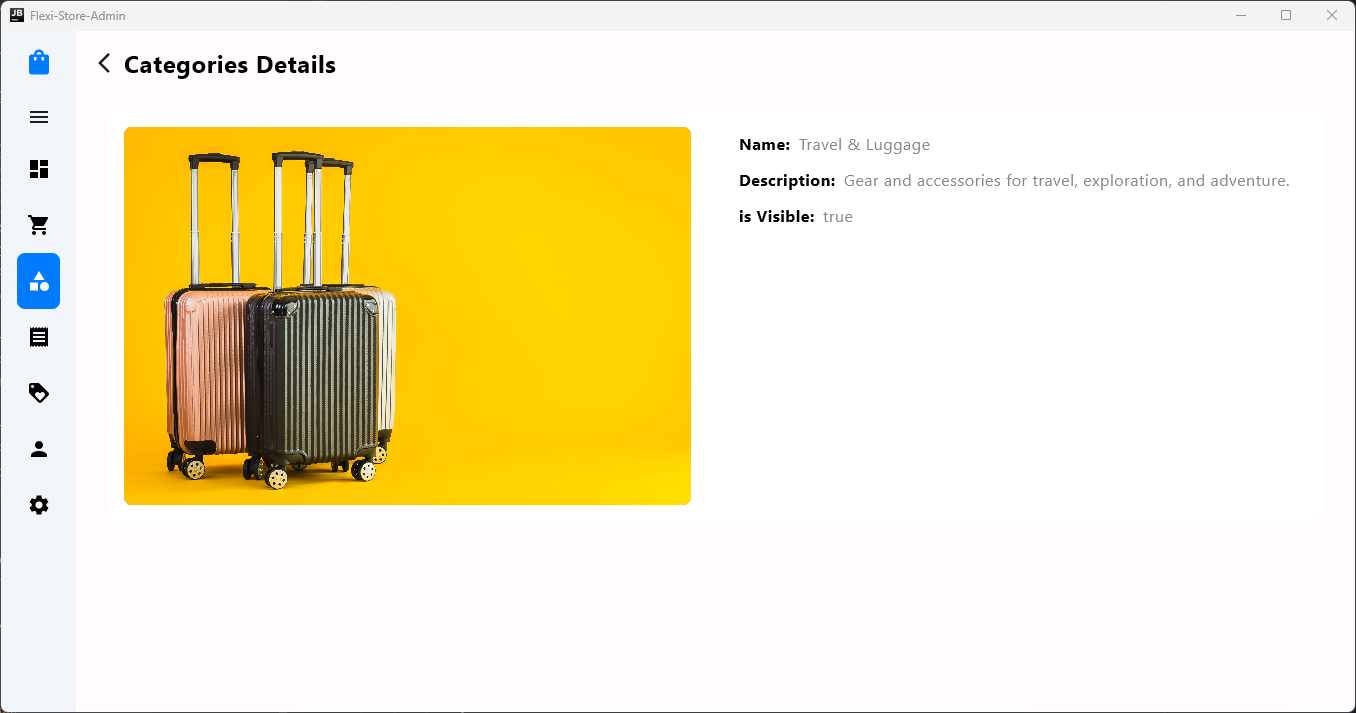 JB Flexi-Store-Admin
Categories Details
Name: Travel & Luggage
Description: Gear and accessories for travel, exploration, and adventure.
is Visible: true